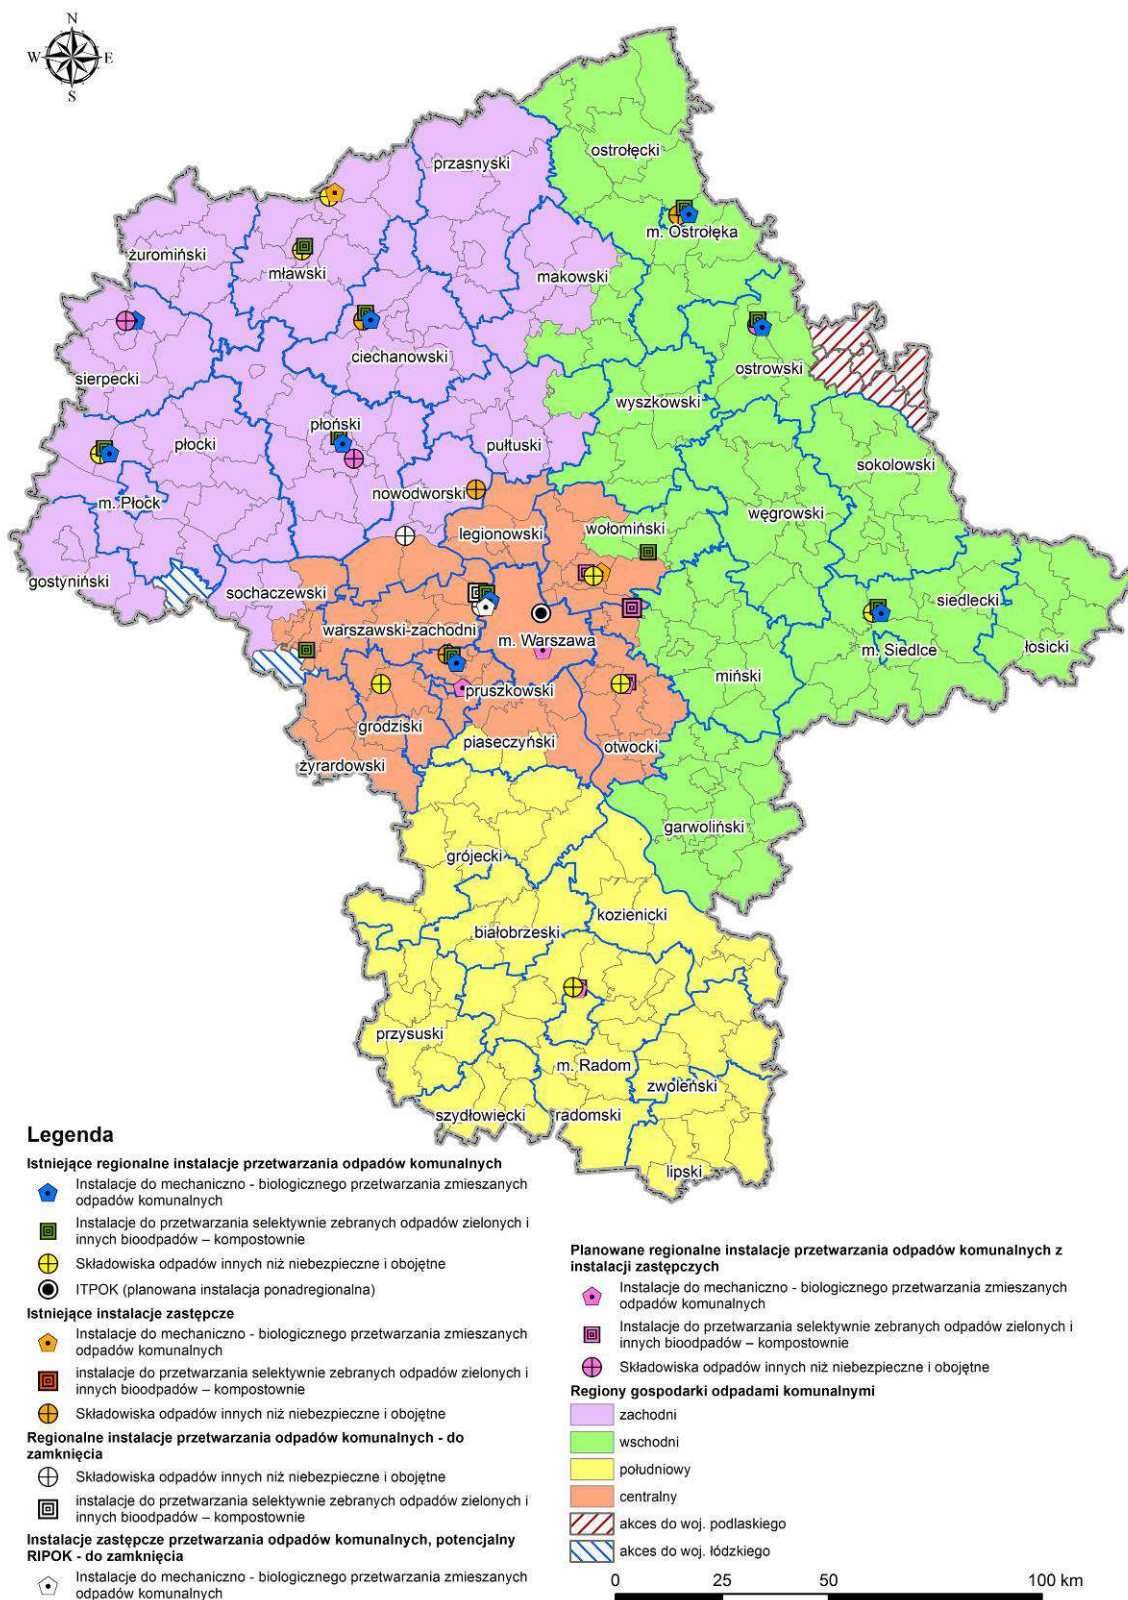 N
W E
S
ostrołęcki
przasnyski
m. Ostrołęka
żuromiński
mławski
makowski
ciechanowski
ostrowski
sierpecki
wyszkowski
płoński
płocki
pułtuski
sokołowski
nowodworski
m. Płock
węgrowski
legionowski
wołomiński
gostyniński
sochaczewski
siedlecki
warszawski-zachodni
m. Warszawa
m. Siedlce
łosicki
miński
pruszkowski
grodziski
piaseczyński
otwocki
żyrardowski
garwoliński
grójecki
kozienicki
białobrzeski
przysuski
m. Radom
zwoleński
szydłowiecki
radomski
lipski
Legenda
Istniejące regionalne instalacje przetwarzania odpadów komunalnych
Instalacje do mechaniczno - biologicznego przetwarzania zmieszanych
odpadów komunalnych
Instalacje do przetwarzania selektywnie zebranych odpadów zielonych i
innych bioodpadów – kompostownie
Składowiska odpadów innych niż niebezpieczne i obojętne
ITPOK (planowana instalacja ponadregionalna)
Istniejące instalacje zastępcze
Instalacje do mechaniczno - biologicznego przetwarzania zmieszanych
odpadów komunalnych
instalacje do przetwarzania selektywnie zebranych odpadów zielonych i
innych bioodpadów – kompostownie
Składowiska odpadów innych niż niebezpieczne i obojętne
Regionalne instalacje przetwarzania odpadów komunalnych - do
zamknięcia
Składowiska odpadów innych niż niebezpieczne i obojętne
instalacje do przetwarzania selektywnie zebranych odpadów zielonych i
innych bioodpadów – kompostownie
Instalacje zastępcze przetwarzania odpadów komunalnych, potencjalny
RIPOK - do zamknięcia
Instalacje do mechaniczno - biologicznego przetwarzania zmieszanych
odpadów komunalnych
Planowane regionalne instalacje przetwarzania odpadów komunalnych z
instalacji zastępczych
Instalacje do mechaniczno - biologicznego przetwarzania zmieszanych
odpadów komunalnych
Instalacje do przetwarzania selektywnie zebranych odpadów zielonych i
innych bioodpadów – kompostownie
Składowiska odpadów innych niż niebezpieczne i obojętne
Regiony gospodarki odpadami komunalnymi
zachodni
wschodni
południowy
centralny
akces do woj. podlaskiego
akces do woj. łódzkiego
0 25 50 100 km